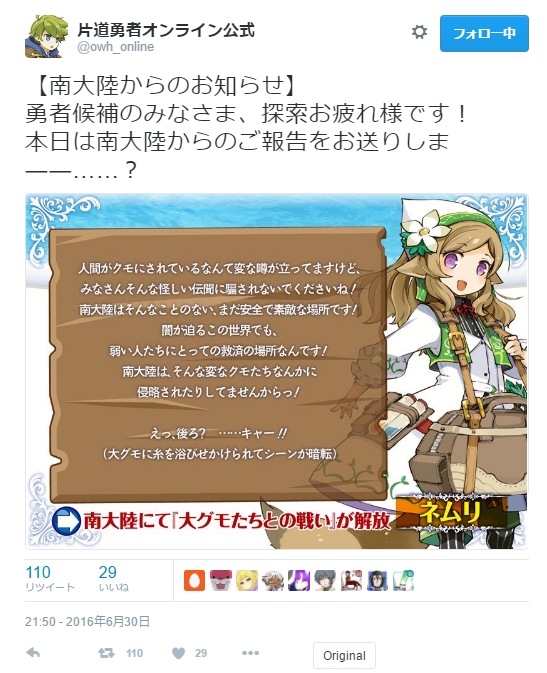 片道勇者オンライン公式
@owh_online
フォロー中
【南大陸からのお知らせ】
勇者候補のみなさま、探索お疲れ様です！
本日は南大陸からのご報告をお送りしま
――……？
人間がクモにされているなんて変な噂が立ってますけど、
みなさんそんな怪しい伝聞に騙されないでくださいね！
南大陸はそんなことのない、まだ安全で素敵な場所です！
闇が迫るこの世界でも、
弱い人たちにとっての救済の場所なんです！
南大陸は、そんな変なクモたちなんかに
侵略されたりしてませんからっ！
えっ、後ろ？　……キャー！！
（大グモに糸を浴びせかけられてシーンが暗転）
南大陸にて『大グモたちとの戦い』が解放
ネムリ
110
リツイート
29
いいね
21:50 - 2016年6月30日
110
29
Original